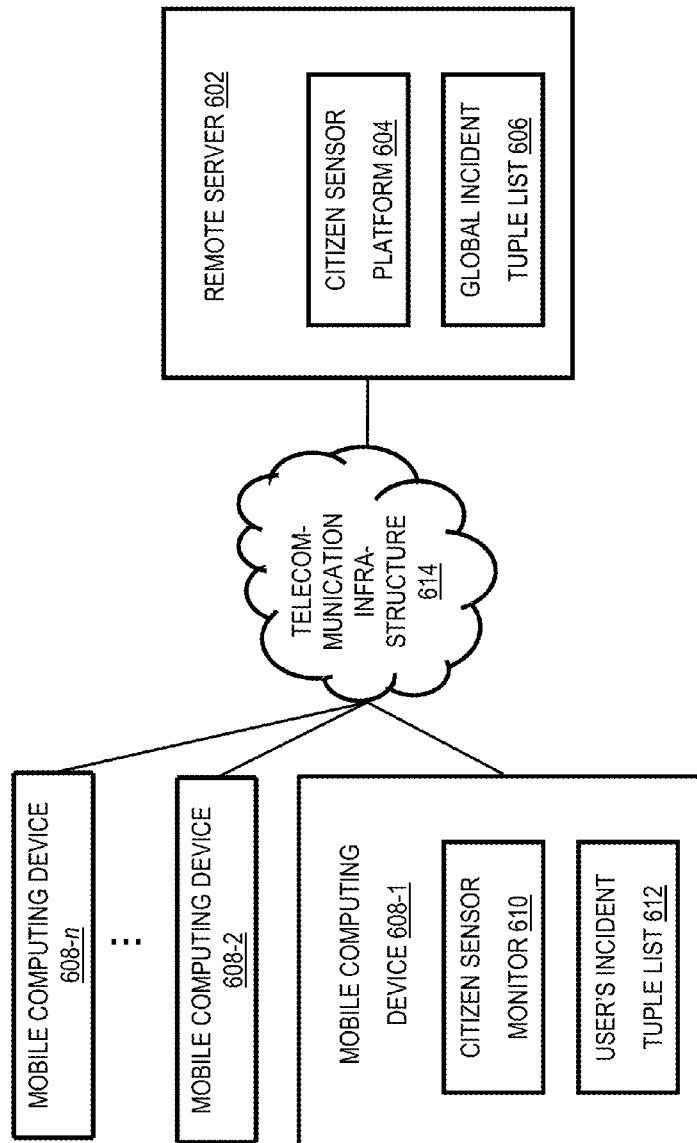 MOBILE COMPUTING DEVICE
608-n
...
MOBILE COMPUTING DEVICE
608-2
MOBILE COMPUTING
DEVICE 608-1
CITIZEN SENSOR
MONITOR 610
USER'S INCIDENT
TUPLE LIST 612
TELECOM-
MUNICATION
INFRA-
STRUCTURE
614
REMOTE SERVER 602
CITIZEN SENSOR
PLATFORM 604
GLOBAL INCIDENT
TUPLE LIST 606